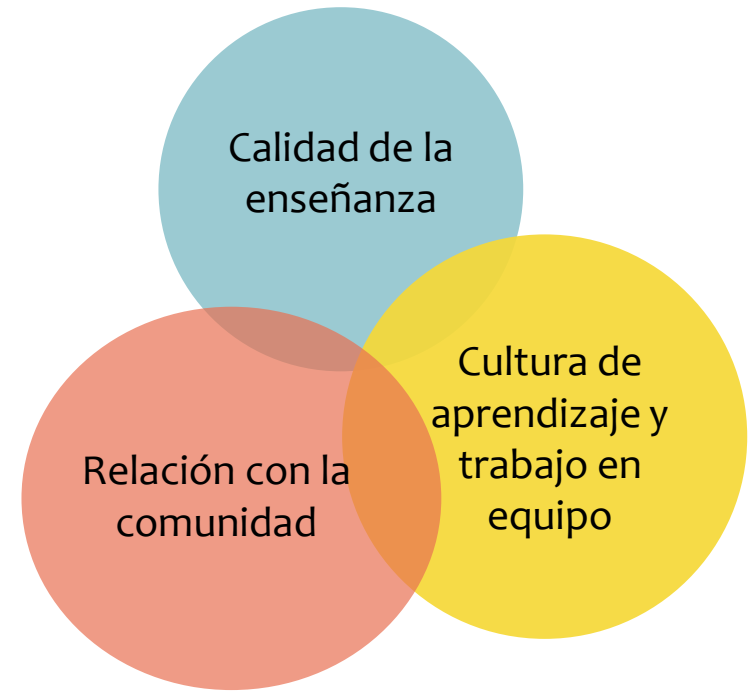 Calidad de la
enseñanza
Cultura de
aprendizaje y
trabajo en
equipo
Relación con la
comunidad